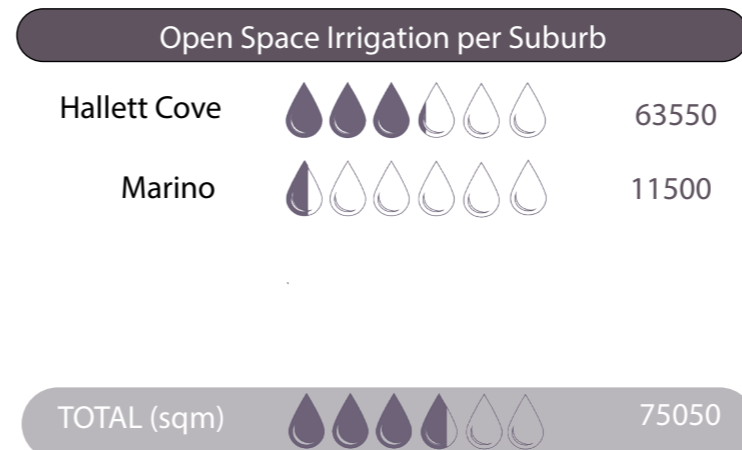 Open Space Irrigation per Suburb
Hallett Cove 63550
Marino 11500
TOTAL (sqm) 75050